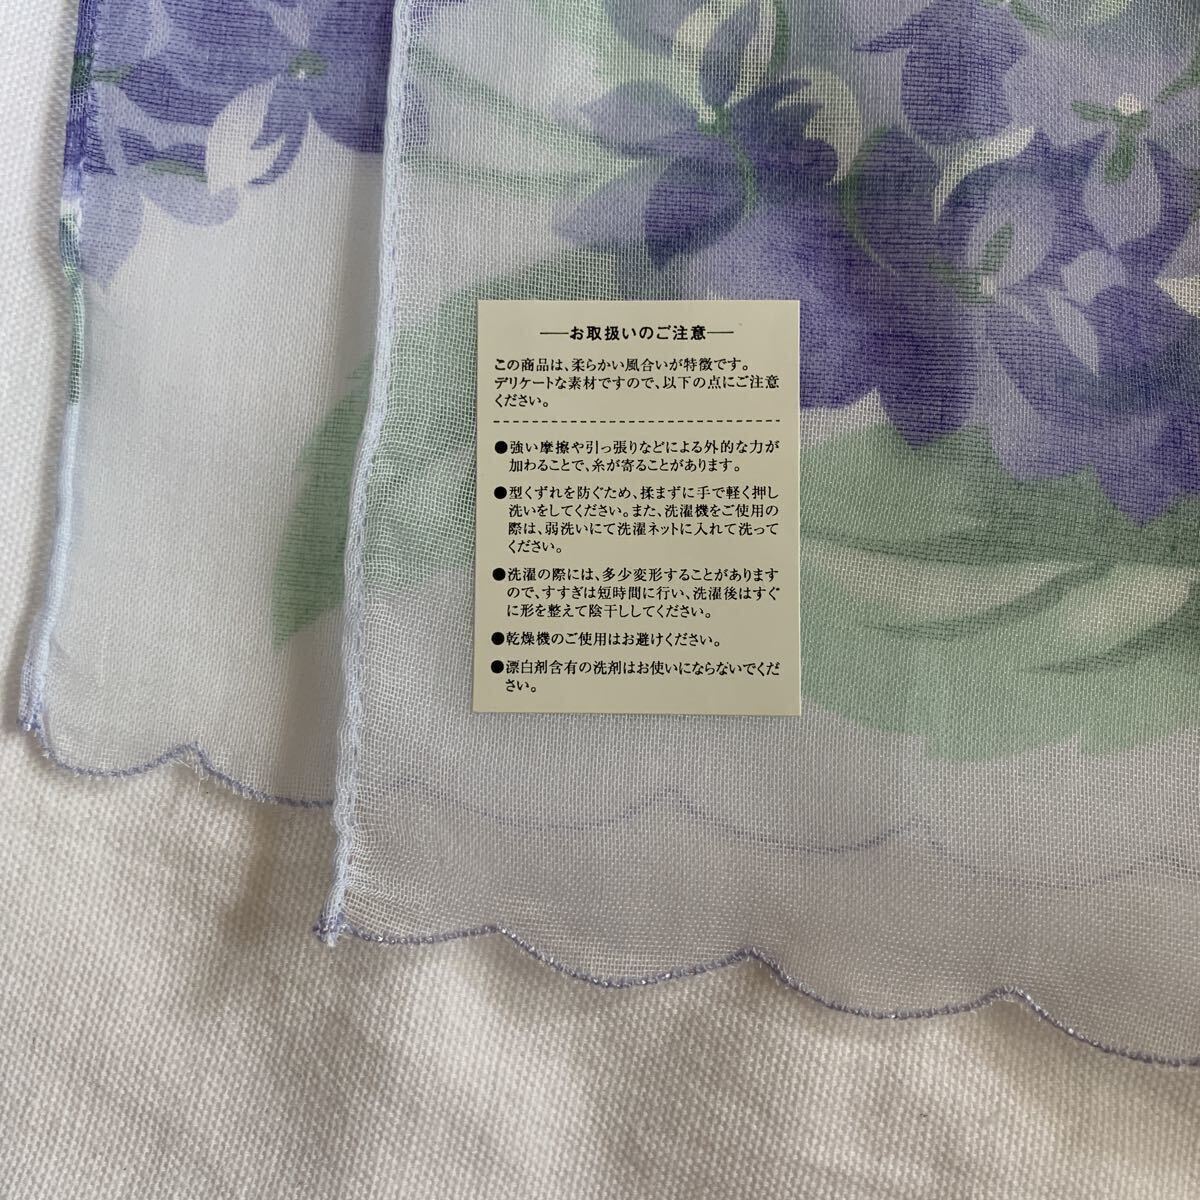 お取扱いのご注意
この商品は、柔らかい風合いが特徴です。
デリケートな素材ですので、以下の点にご注意
ください。
●強い摩擦や引っ張りなどによる外的な力が
加わることで、糸が寄ることがあります。
●型くずれを防ぐため、揉まずに手で軽く押し
洗いをしてください。また、洗濯機をご使用の
際は、弱洗いにて洗濯ネットに入れて洗って
ください。
●洗濯の際には、多少変形することがあります
ので、すすぎは短時間に行い、洗濯後はすぐ
に形を整えて陰干ししてください。
●乾燥機のご使用はお避けください。
●漂白剤含有の洗剤はお使いにならないでくだ
さい。